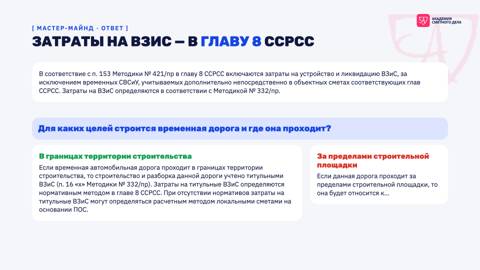 [ МАСТЕР-МАЙНД - ОТВЕТ ]
АКАДЕМИЯ
СМЕТНОГО ДЕЛА
ЗАТРАТЫ НА ВЗИС — В ГЛАВУ 8 ССРСС
В соответствие с п. 153 Методики № 421/пр в главу 8 ССРСС включаются затраты на устройство и ликвидацию ВЗиС, за
исключением временных СВСиУ, учитываемых дополнительно непосредственно в объектных сметах соответствующих глав
ССРСС. Затраты на ВЗиС определяются в соответствии с Методикой № 332/пр.
Для каких целей строится временная дорога и где она проходит?
В границах территории строительства
Если временная автомобильная дорога проходит в границах территории
строительства, то строительство и разборка данной дороги учтено титульными
ВЗиС (п. 16 «х» Методики № 332/пр). Затраты на титульные ВЗиС определяются
нормативным методом в главе 8 ССРСС. При отсутствии нормативов затраты на
титульные ВЗиС могут определяться расчетным методом локальными сметами на
основании ПОС.
За пределами строительной
площадки
Если данная дорога проходит за
пределами строительной площадки, то
она будет относится к...